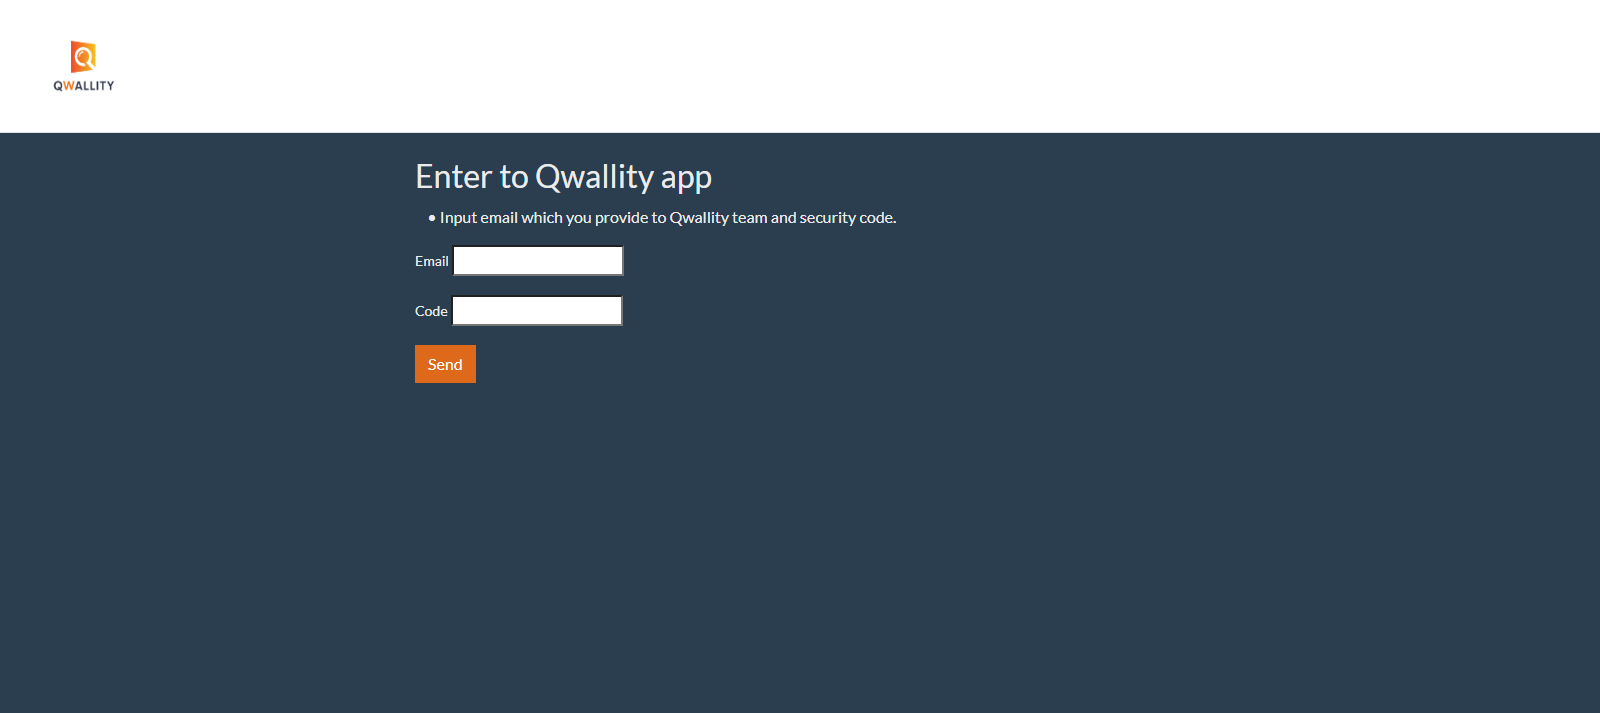 QWALLITY
Enter to Qwallity app
• Input email which you provide to Qwallity team and security code.
Email
Code
Send